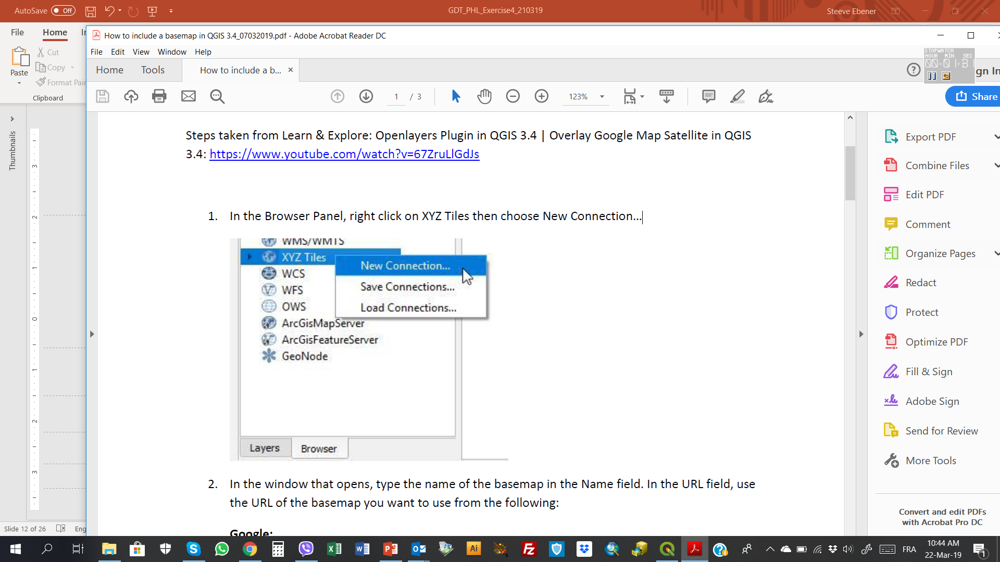 AutoSave Off
GDT_PHL_Exercise4_210319
Steeve Ebener
File Home
Paste
Cut
Copy
Format Pai
Clipboard
Thumbnails
3
2
1
0
1
2
3
Slide 12 of 26
Eng
How to include a basemap in QGIS 3.4_07032019.pdf - Adobe Acrobat Reader DC
File Edit View Window Help
Home Tools How to include a b...
STOPWATCH
HOUR MIN SEC
gn In
1 / 3
123%
Share
Steps taken from Learn & Explore: Openlayers Plugin in QGIS 3.4 | Overlay Google Map Satellite in QGIS
3.4: https://www.youtube.com/watch?v=67ZruLlGdJs
1. In the Browser Panel, right click on XYZ Tiles then choose New Connection...
WMS/WMTS
XYZ Tiles
WCS
WFS
OWS
ArcGisMapServer
ArcGisFeatureServer
GeoNode
New Connection...
Save Connections...
Load Connections...
Layers Browser
2. In the window that opens, type the name of the basemap in the Name field. In the URL field, use
the URL of the basemap you want to use from the following:
Google:
Export PDF
Combine Files
Edit PDF
Comment
Organize Pages
Redact
Protect
Optimize PDF
Fill & Sign
Adobe Sign
Send for Review
More Tools
Convert and edit PDFs
with Acrobat Pro DC
FRA
10:44 AM
22-Mar-19
1